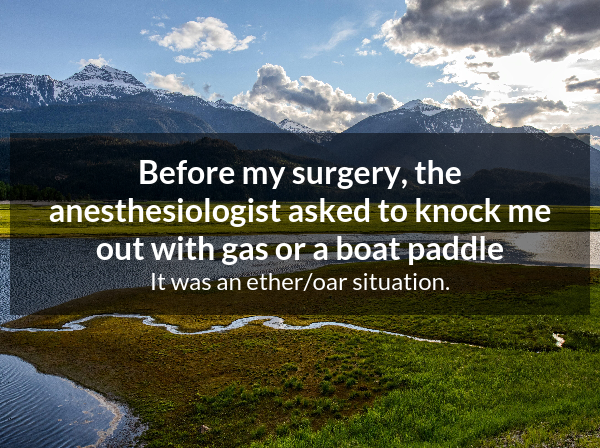 Before my surgery, the
anesthesiologist asked to knock me
out with gas or a boat paddle
It was an ether/oar situation.